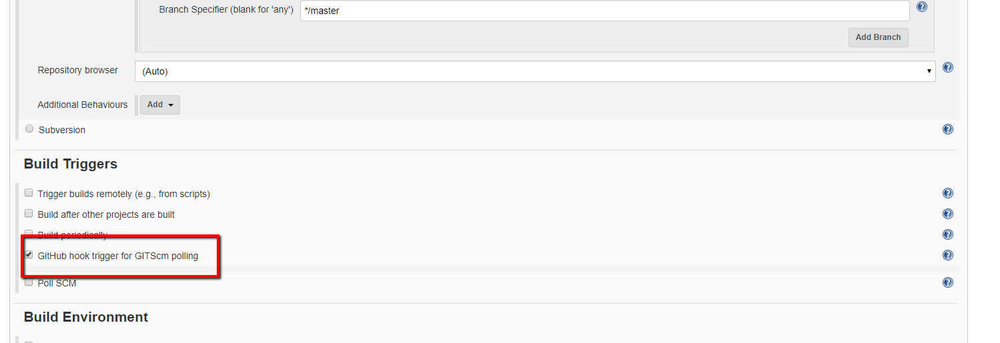 Branch Specifier (blank for 'any') */master
Add Branch
Repository browser (Auto)
Additional Behaviours Add
Subversion
Build Triggers
Trigger builds remotely (e.g., from scripts)
Build after other projects are built
Build periodically
GitHub hook trigger for GITScm polling
Poll SCM
Build Environment